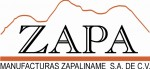 ZAPA
MANUFACTURAS ZAPALINAME S.A. DE C.V.